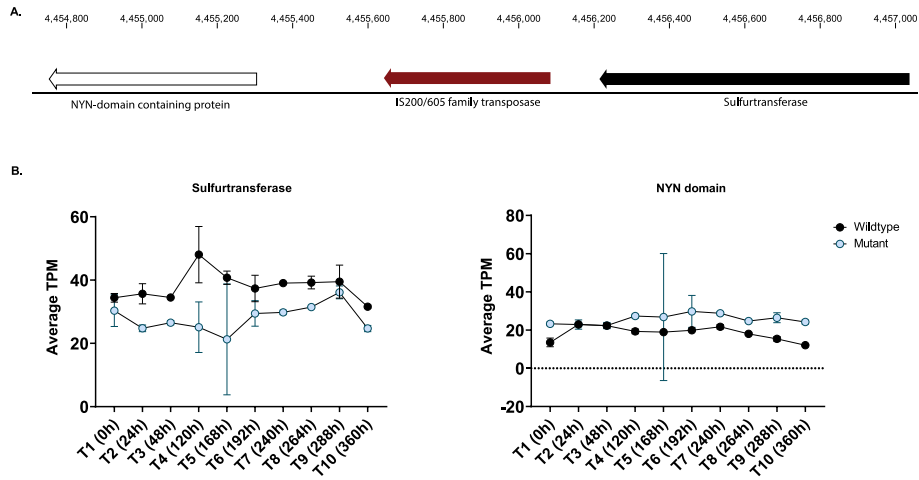 A.
4,454,800 4,455,000 4,455,200 4,455,400 4,455,600 4,455,800 4,456,000 4,456,200 4,456,400 4,456,600 4,456,800 4,457,000
NYN-domain containing protein IS200/605 family transposase Sulfurtransferase
B.
Sulfurtransferase
Average TPM
60
40
20
0
T1 (0h) T2 (24h) T3 (48h) T4 (120h) T5 (168h) T6 (192h) T7 (240h) T8 (264h) T9 (288h) T10 (360h)
NYN domain
Average TPM
80
60
40
20
0
-20
T1 (0h) T2 (24h) T3 (48h) T4 (120h) T5 (168h) T6 (192h) T7 (240h) T8 (264h) T9 (288h) T10 (360h)
Wildtype
Mutant